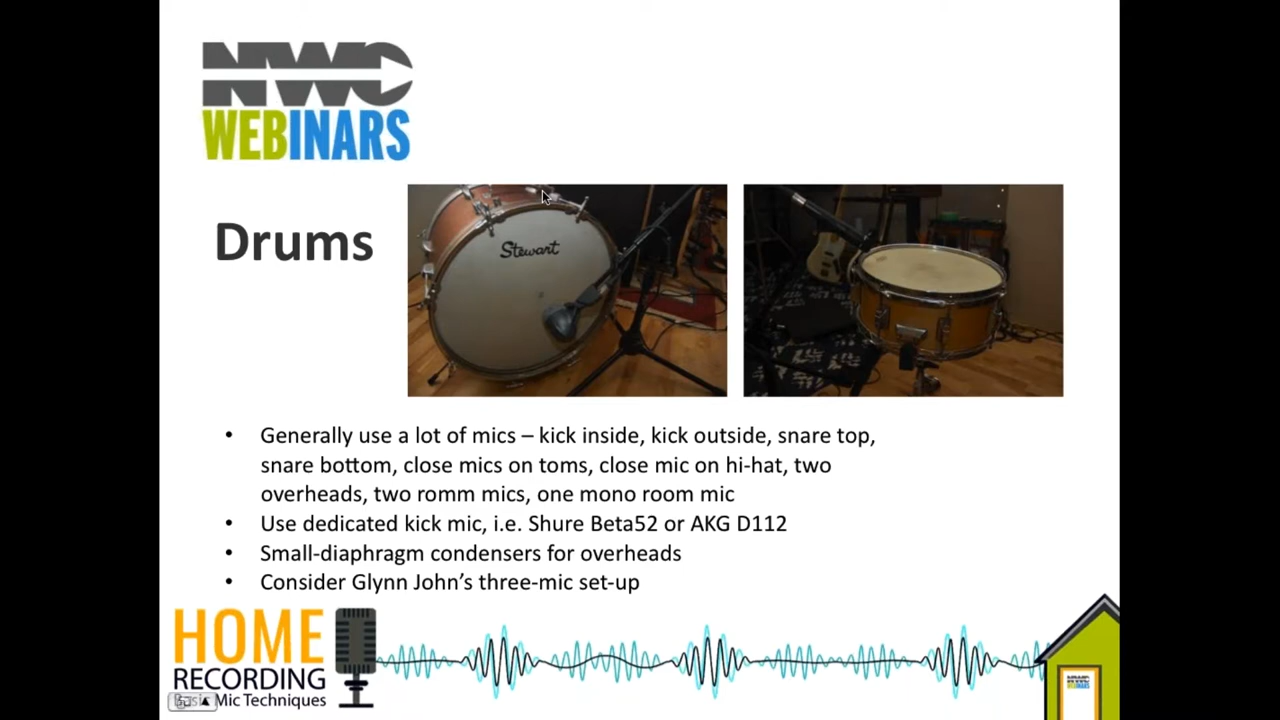 NWC
WEBINARS
Drums
Stewart
• Generally use a lot of mics – kick inside, kick outside, snare top,
snare bottom, close mics on toms, close mic on hi-hat, two
overheads, two romm mics, one mono room mic
• Use dedicated kick mic, i.e. Shure Beta52 or AKG D112
• Small-diaphragm condensers for overheads
• Consider Glynn John's three-mic set-up
HOME
RECORDING
Basic Mic Techniques
NWC
WEBINARS